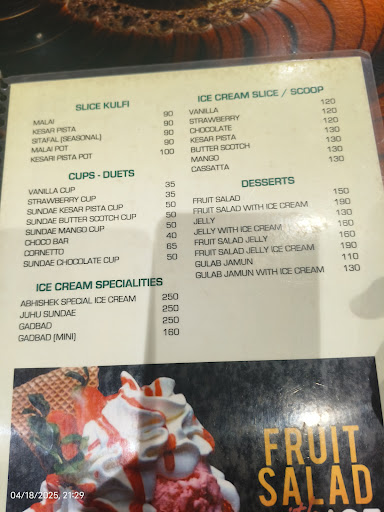 SLICE KULFI
MALAI 90
KESAR PISTA 90
SITAFAL (SEASONAL) 90
MALAI POT 90
KESARI PISTA POT 100
CUPS - DUETS
VANILLA CUP 35
STRAWBERRY CUP 35
SUNDAE KESAR PISTA CUP 50
SUNDAE BUTTER SCOTCH CUP 50
SUNDAE MANGO CUP 50
CHOCO BAR 40
CORNETTO 65
SUNDAE CHOCOLATE CUP 50
ICE CREAM SPECIALITIES
ABHISHEK SPECIAL ICE CREAM 250
JUHU SUNDAE 250
GADBAD 250
GADBAD (MINI) 160
ICE CREAM SLICE / SCOOP
VANILLA 120
STRAWBERRY 120
CHOCOLATE 120
KESAR PISTA 130
BUTTER SCOTCH 130
MANGO 130
CASSATTA 130
DESSERTS
FRUIT SALAD 150
FRUIT SALAD WITH ICE CREAM 190
JELLY 130
JELLY WITH ICE CREAM 160
FRUIT SALAD JELLY 160
FRUIT SALAD JELLY ICE CREAM 190
GULAB JAMUN 110
GULAB JAMUN WITH ICE CREAM 130
FRUIT
SALAD
04/18/2025, 21:29